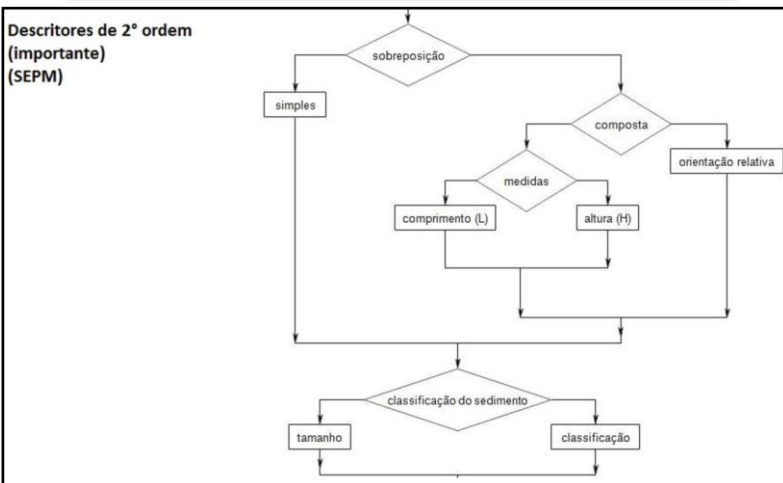 Descritores de 2° ordem
(importante)
(SEPM)
sobreposição
simples
composta
orientação relativa
medidas
comprimento (L)
altura (H)
classificação do sedimento
tamanho
classificação